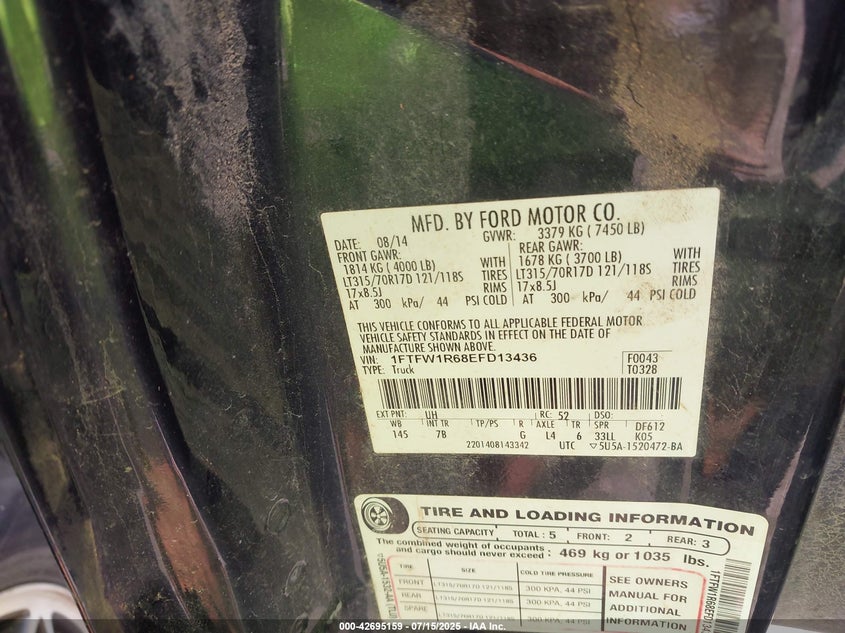 MFD. BY FORD MOTOR CO.
DATE: 08/14 GVWR: 3379 KG ( 7450 LB)
FRONT GAWR: REAR GAWR:
1814 KG ( 4000 LB) WITH 1678 KG ( 3700 LB) WITH
LT315/70R17D 121/118S TIRES LT315/70R17D 121/118S TIRES
17x8.5J RIMS 17x8.5J RIMS
AT 300 kPa/ 44 PSI COLD AT 300 kPa/ 44 PSI COLD
THIS VEHICLE CONFORMS TO ALL APPLICABLE FEDERAL MOTOR
VEHICLE SAFETY STANDARDS IN EFFECT ON THE DATE OF
MANUFACTURE SHOWN ABOVE.
VIN: 1FTFW1R68EFD13436 F0043
TYPE: Truck T0328
EXT PNT: UH RC: 52 DSO:
WB INT TR TP/PS R AXLE TR SPR DF612
145 7B G L4 6 33LL K05
2201408143342 UTC ▽5U5A-1520472-BA
TIRE AND LOADING INFORMATION
SEATING CAPACITY TOTAL : 5 FRONT: 2 REAR: 3
The combined weight of occupants
and cargo should never exceed : 469 kg or 1035 lbs.
TIRE SIZE COLD TIRE PRESSURE SEE OWNERS
FRONT LT315/70R17D 121/118S 300 KPA, 44 PSI MANUAL FOR
REAR LT315/70R17D 121/118S 300 KPA, 44 PSI ADDITIONAL
SPARE LT315/70R17D 121/118S 300 KPA, 44 PSI INFORMATION
000-42695159 - 07/15/2025 - IAA Inc.